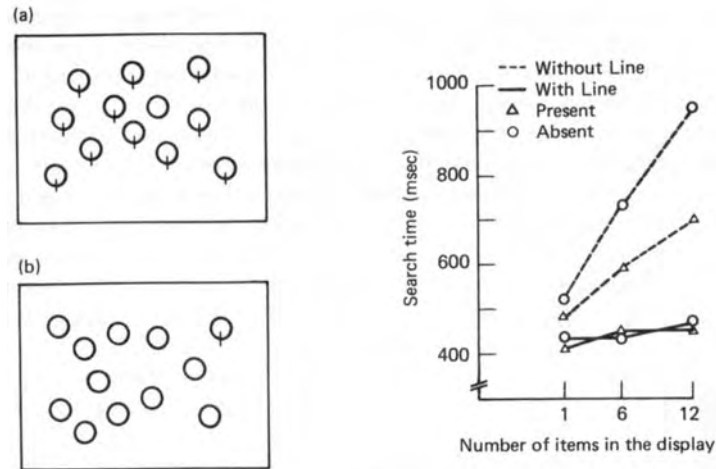 (a)
(b)
1000
800
600
400
Search time (msec)
Without Line
With Line
Present
Absent
1 6 12
Number of items in the display